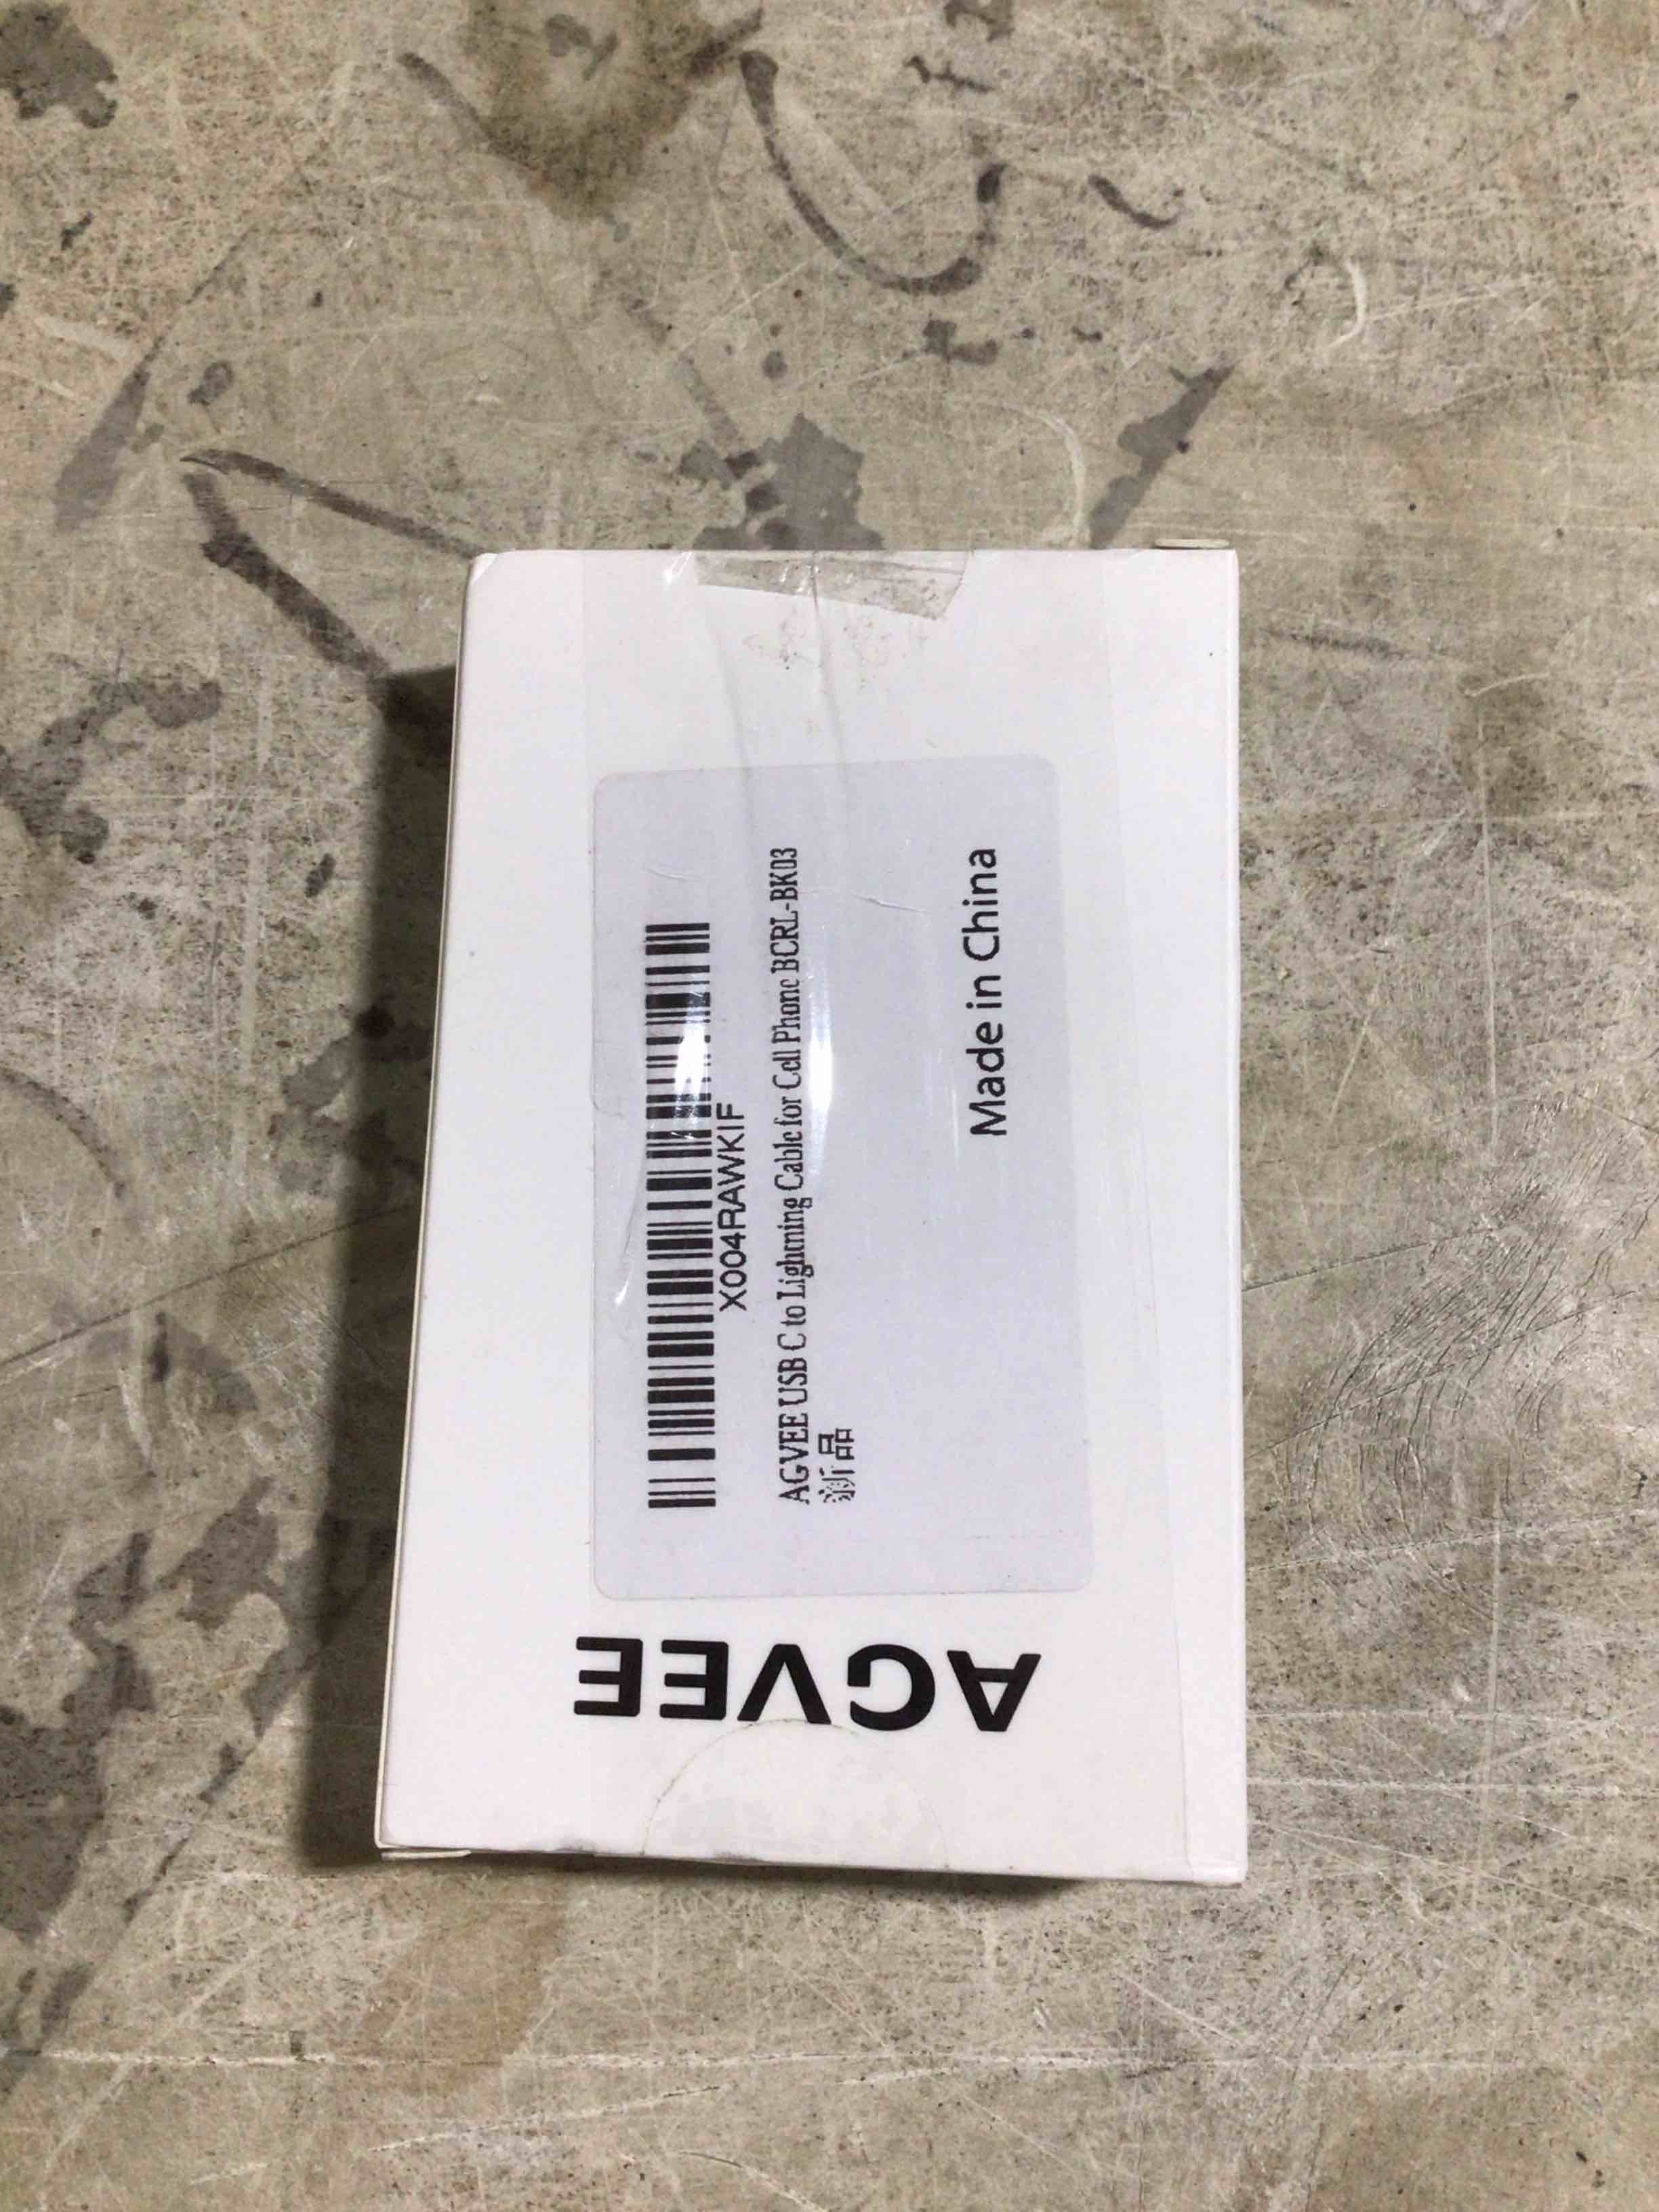 X004RAWKIF
AGVEE USB C to Lightning Cable for Cell Phone BCRL-BK03
新品
Made in China
AGVEE